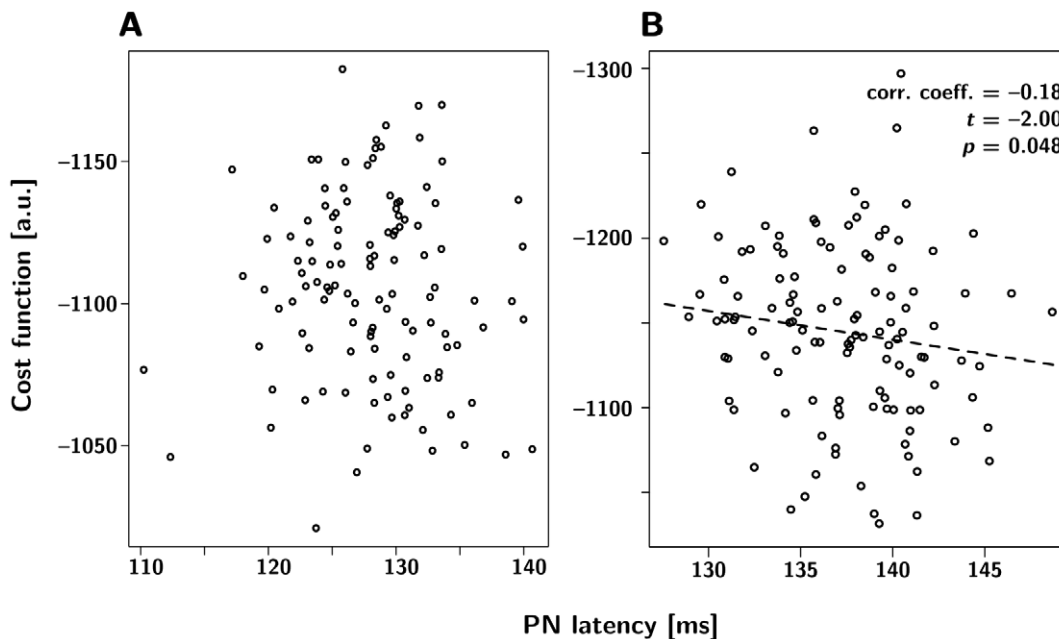 A
B
−1300
corr. coeff. = −0.18
t = −2.00
p = 0.048
−1150
−1200
−1100
−1100
−1050
Cost function [a.u.]
110 120 130 140
130 135 140 145
PN latency [ms]